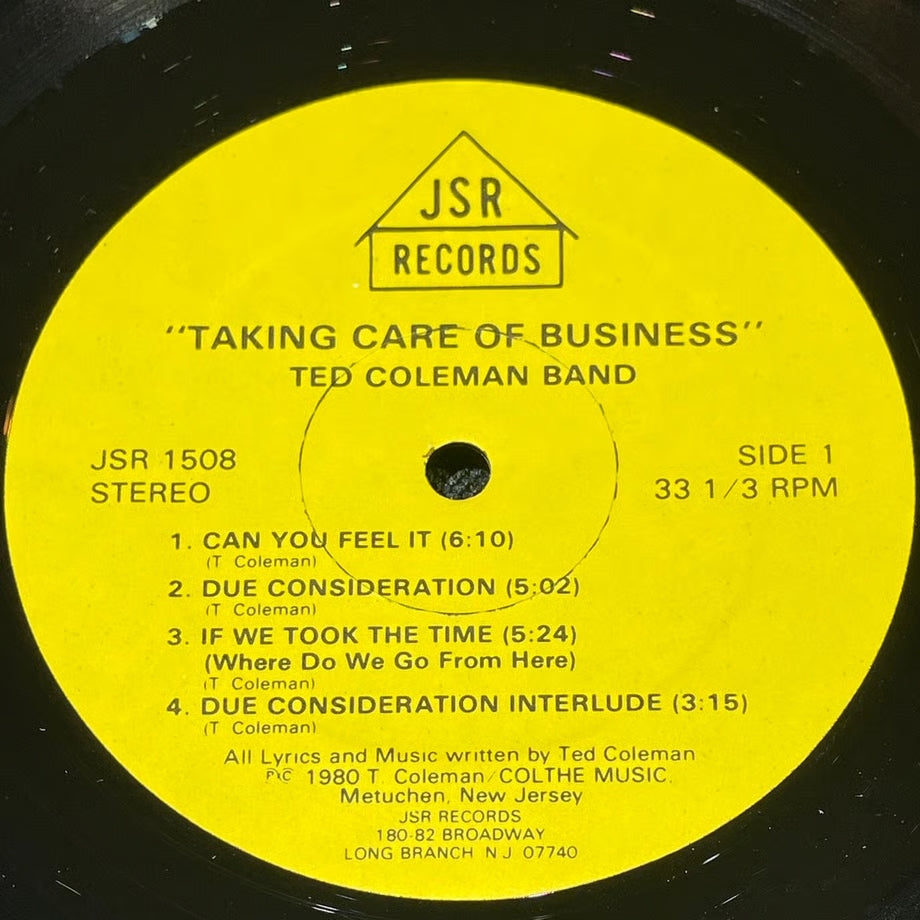 JSR
RECORDS
"TAKING CARE OF BUSINESS"
TED COLEMAN BAND
JSR 1508
STEREO
SIDE 1
33 1/3 RPM
1. CAN YOU FEEL IT (6:10)
(T Coleman)
2. DUE CONSIDERATION (5:02)
(T Coleman)
3. IF WE TOOK THE TIME (5:24)
(Where Do We Go From Here)
(T Coleman)
4. DUE CONSIDERATION INTERLUDE (3:15)
(T Coleman)
All Lyrics and Music written by Ted Coleman
℗© 1980 T. Coleman/COLTHE MUSIC,
Metuchen, New Jersey
JSR RECORDS
180-82 BROADWAY
LONG BRANCH N J 07740